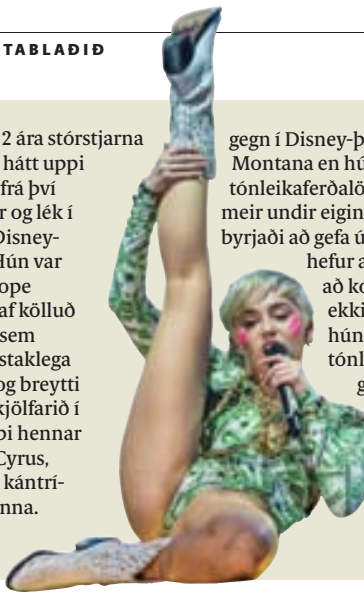 TABLAÐIÐ
2 ára stórstjarna
hátt uppi
frá því
r og lék í
Disney-
Hún var
ope
af kölluð
sem
staklega
og breytti
kjölfarið í
bi hennar
Cyrus,
kántrí-
nna.
gegn í Disney-þ
Montana en hú
tónleikaferðalö
meir undir eigin
byrjaði að gefa ú
hefur a
að ko
ekki
hún
tónl
g